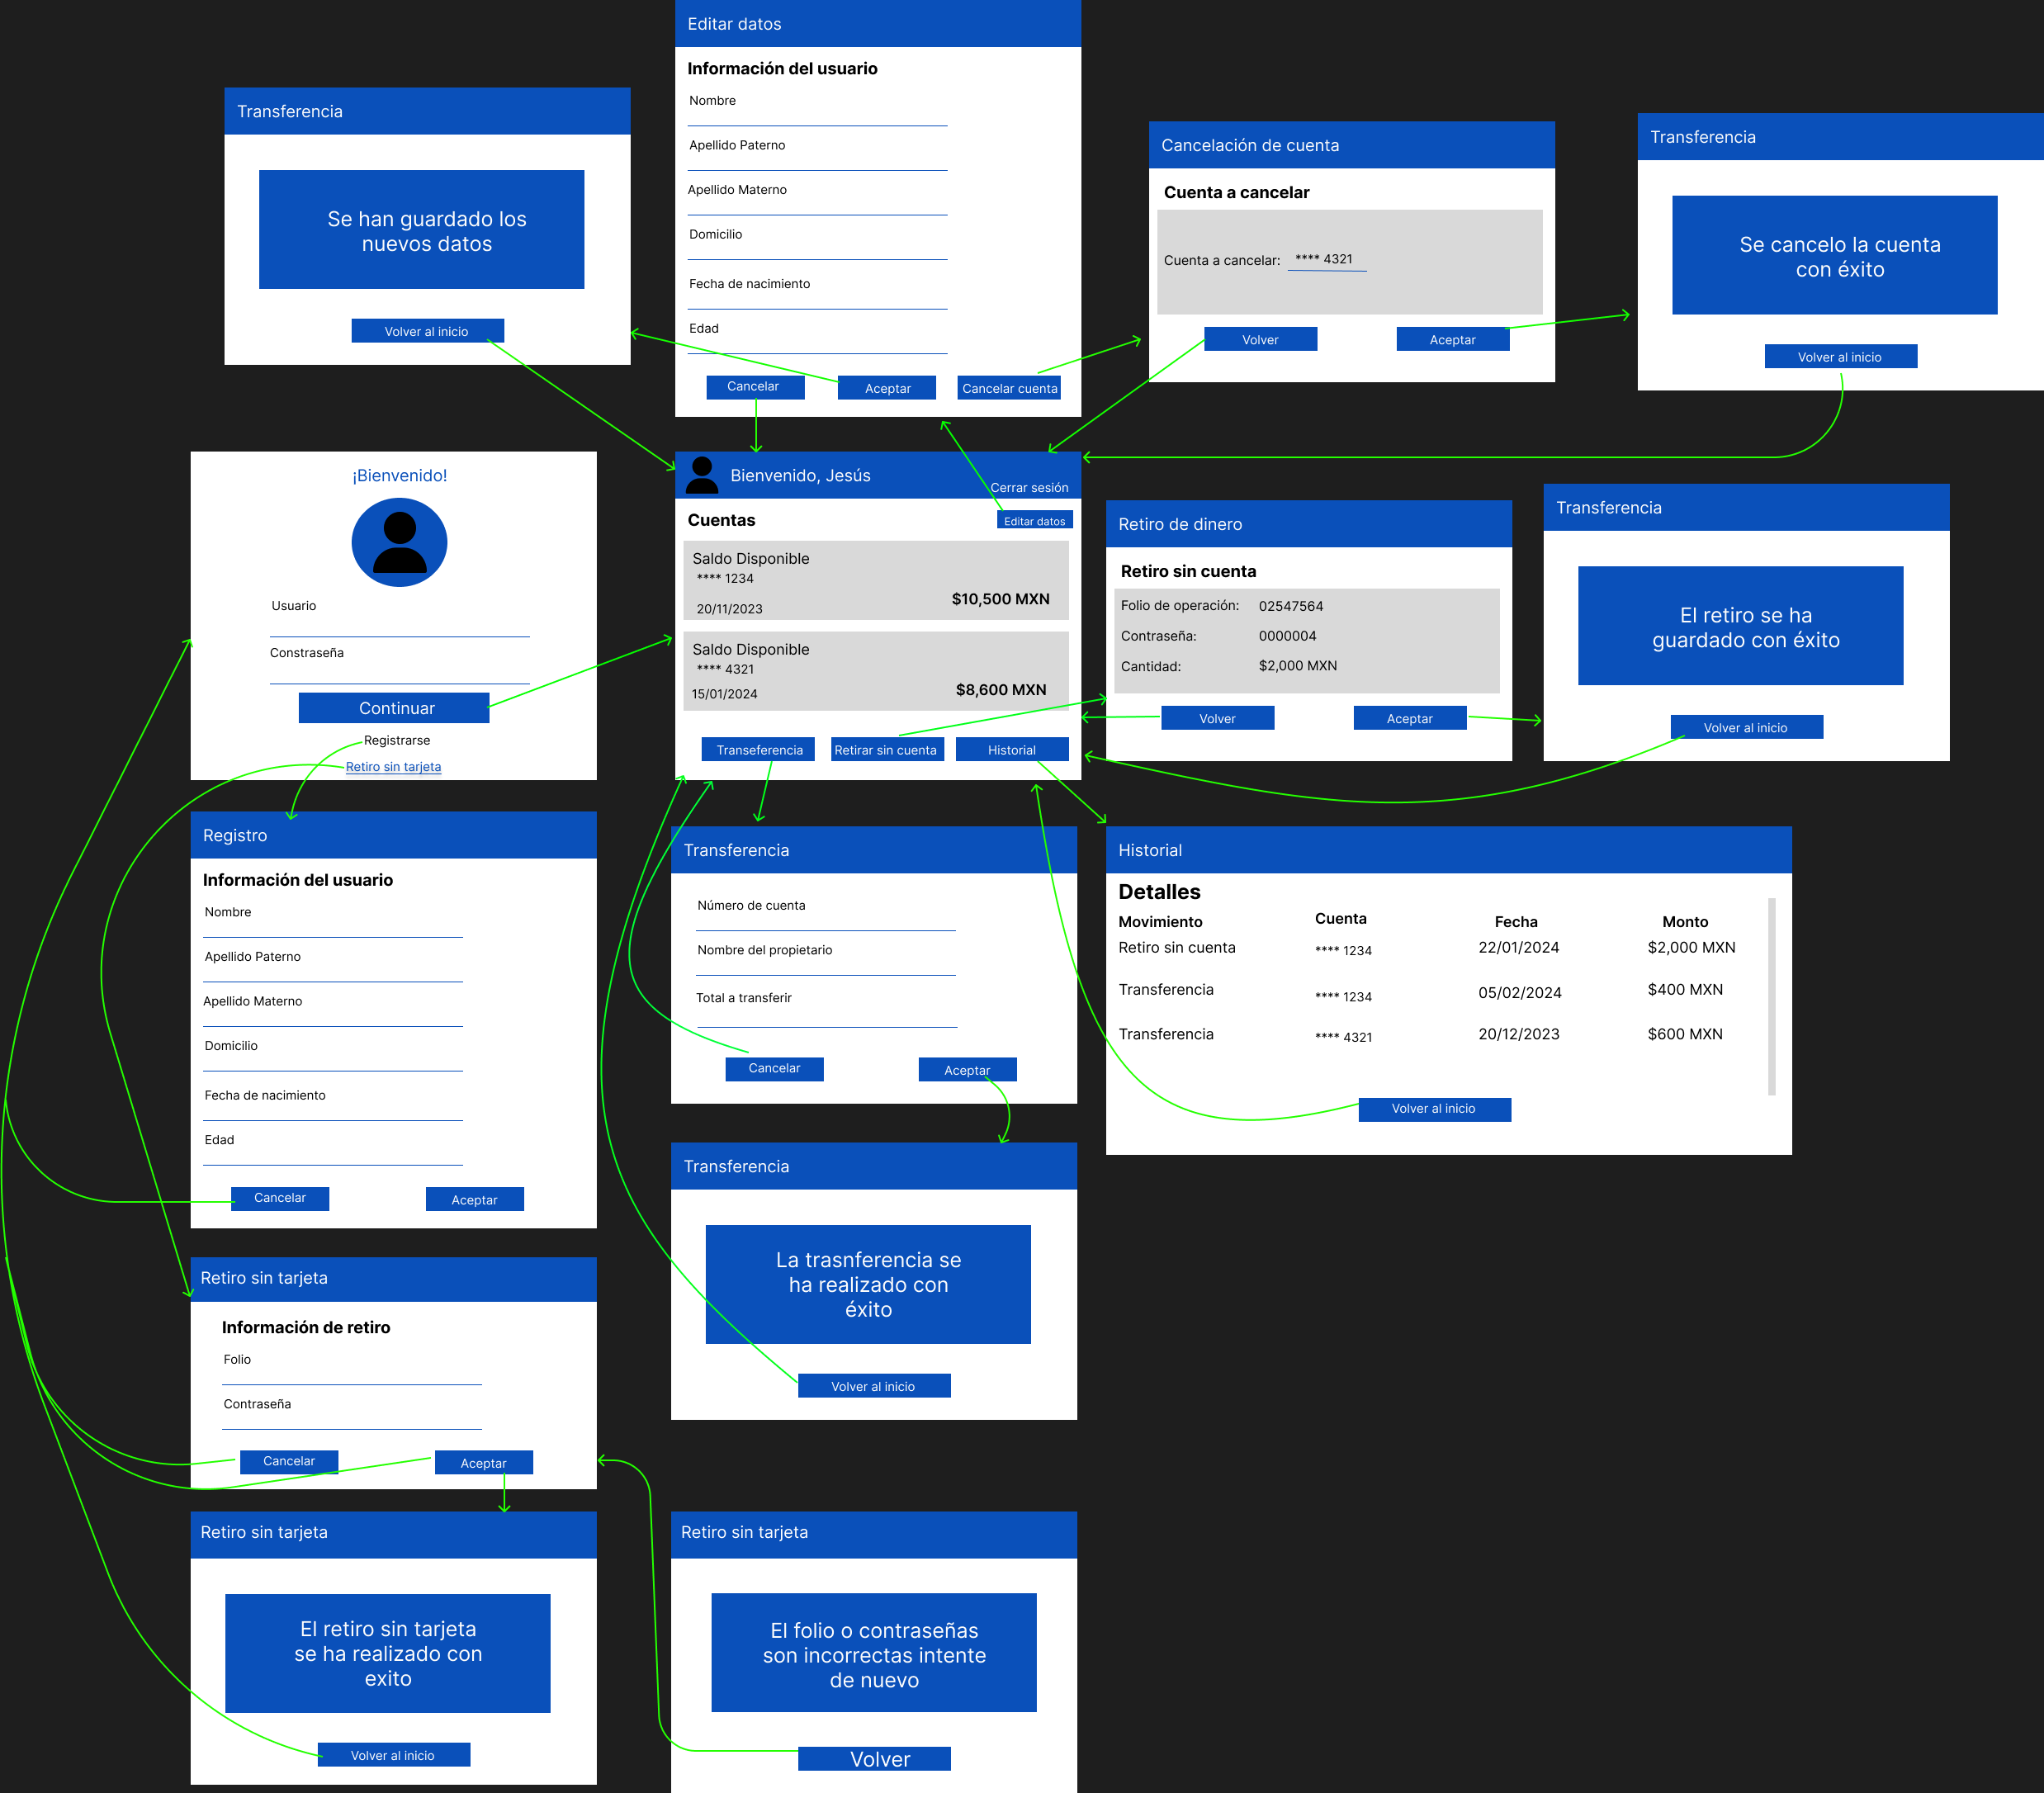 Editar datos
Información del usuario
Nombre
Apellido Paterno
Apellido Materno
Domicilio
Fecha de nacimiento
Edad
Cancelar
Aceptar
Cancelar cuenta
Transferencia
Se han guardado los
nuevos datos
Volver al inicio
Cancelación de cuenta
Cuenta a cancelar
Cuenta a cancelar: **** 4321
Volver
Aceptar
Transferencia
Se cancelo la cuenta
con éxito
Volver al inicio
¡Bienvenido!
Usuario
Constraseña
Continuar
Registrarse
Retiro sin tarjeta
Bienvenido, Jesús
Cerrar sesión
Cuentas
Editar datos
Saldo Disponible
**** 1234
20/11/2023
$10,500 MXN
Saldo Disponible
**** 4321
15/01/2024
$8,600 MXN
Transeferencia
Retirar sin cuenta
Historial
Retiro de dinero
Retiro sin cuenta
Folio de operación: 02547564
Contraseña: 0000004
Cantidad: $2,000 MXN
Volver
Aceptar
Transferencia
El retiro se ha
guardado con éxito
Volver al inicio
Registro
Información del usuario
Nombre
Apellido Paterno
Apellido Materno
Domicilio
Fecha de nacimiento
Edad
Cancelar
Aceptar
Transferencia
Número de cuenta
Nombre del propietario
Total a transferir
Cancelar
Aceptar
Historial
Detalles
Movimiento Cuenta Fecha Monto
Retiro sin cuenta **** 1234 22/01/2024 $2,000 MXN
Transferencia **** 1234 05/02/2024 $400 MXN
Transferencia **** 4321 20/12/2023 $600 MXN
Volver al inicio
Transferencia
La trasnferencia se
ha realizado con
éxito
Volver al inicio
Retiro sin tarjeta
Información de retiro
Folio
Contraseña
Cancelar
Aceptar
Retiro sin tarjeta
El retiro sin tarjeta
se ha realizado con
exito
Volver al inicio
Retiro sin tarjeta
El folio o contraseñas
son incorrectas intente
de nuevo
Volver